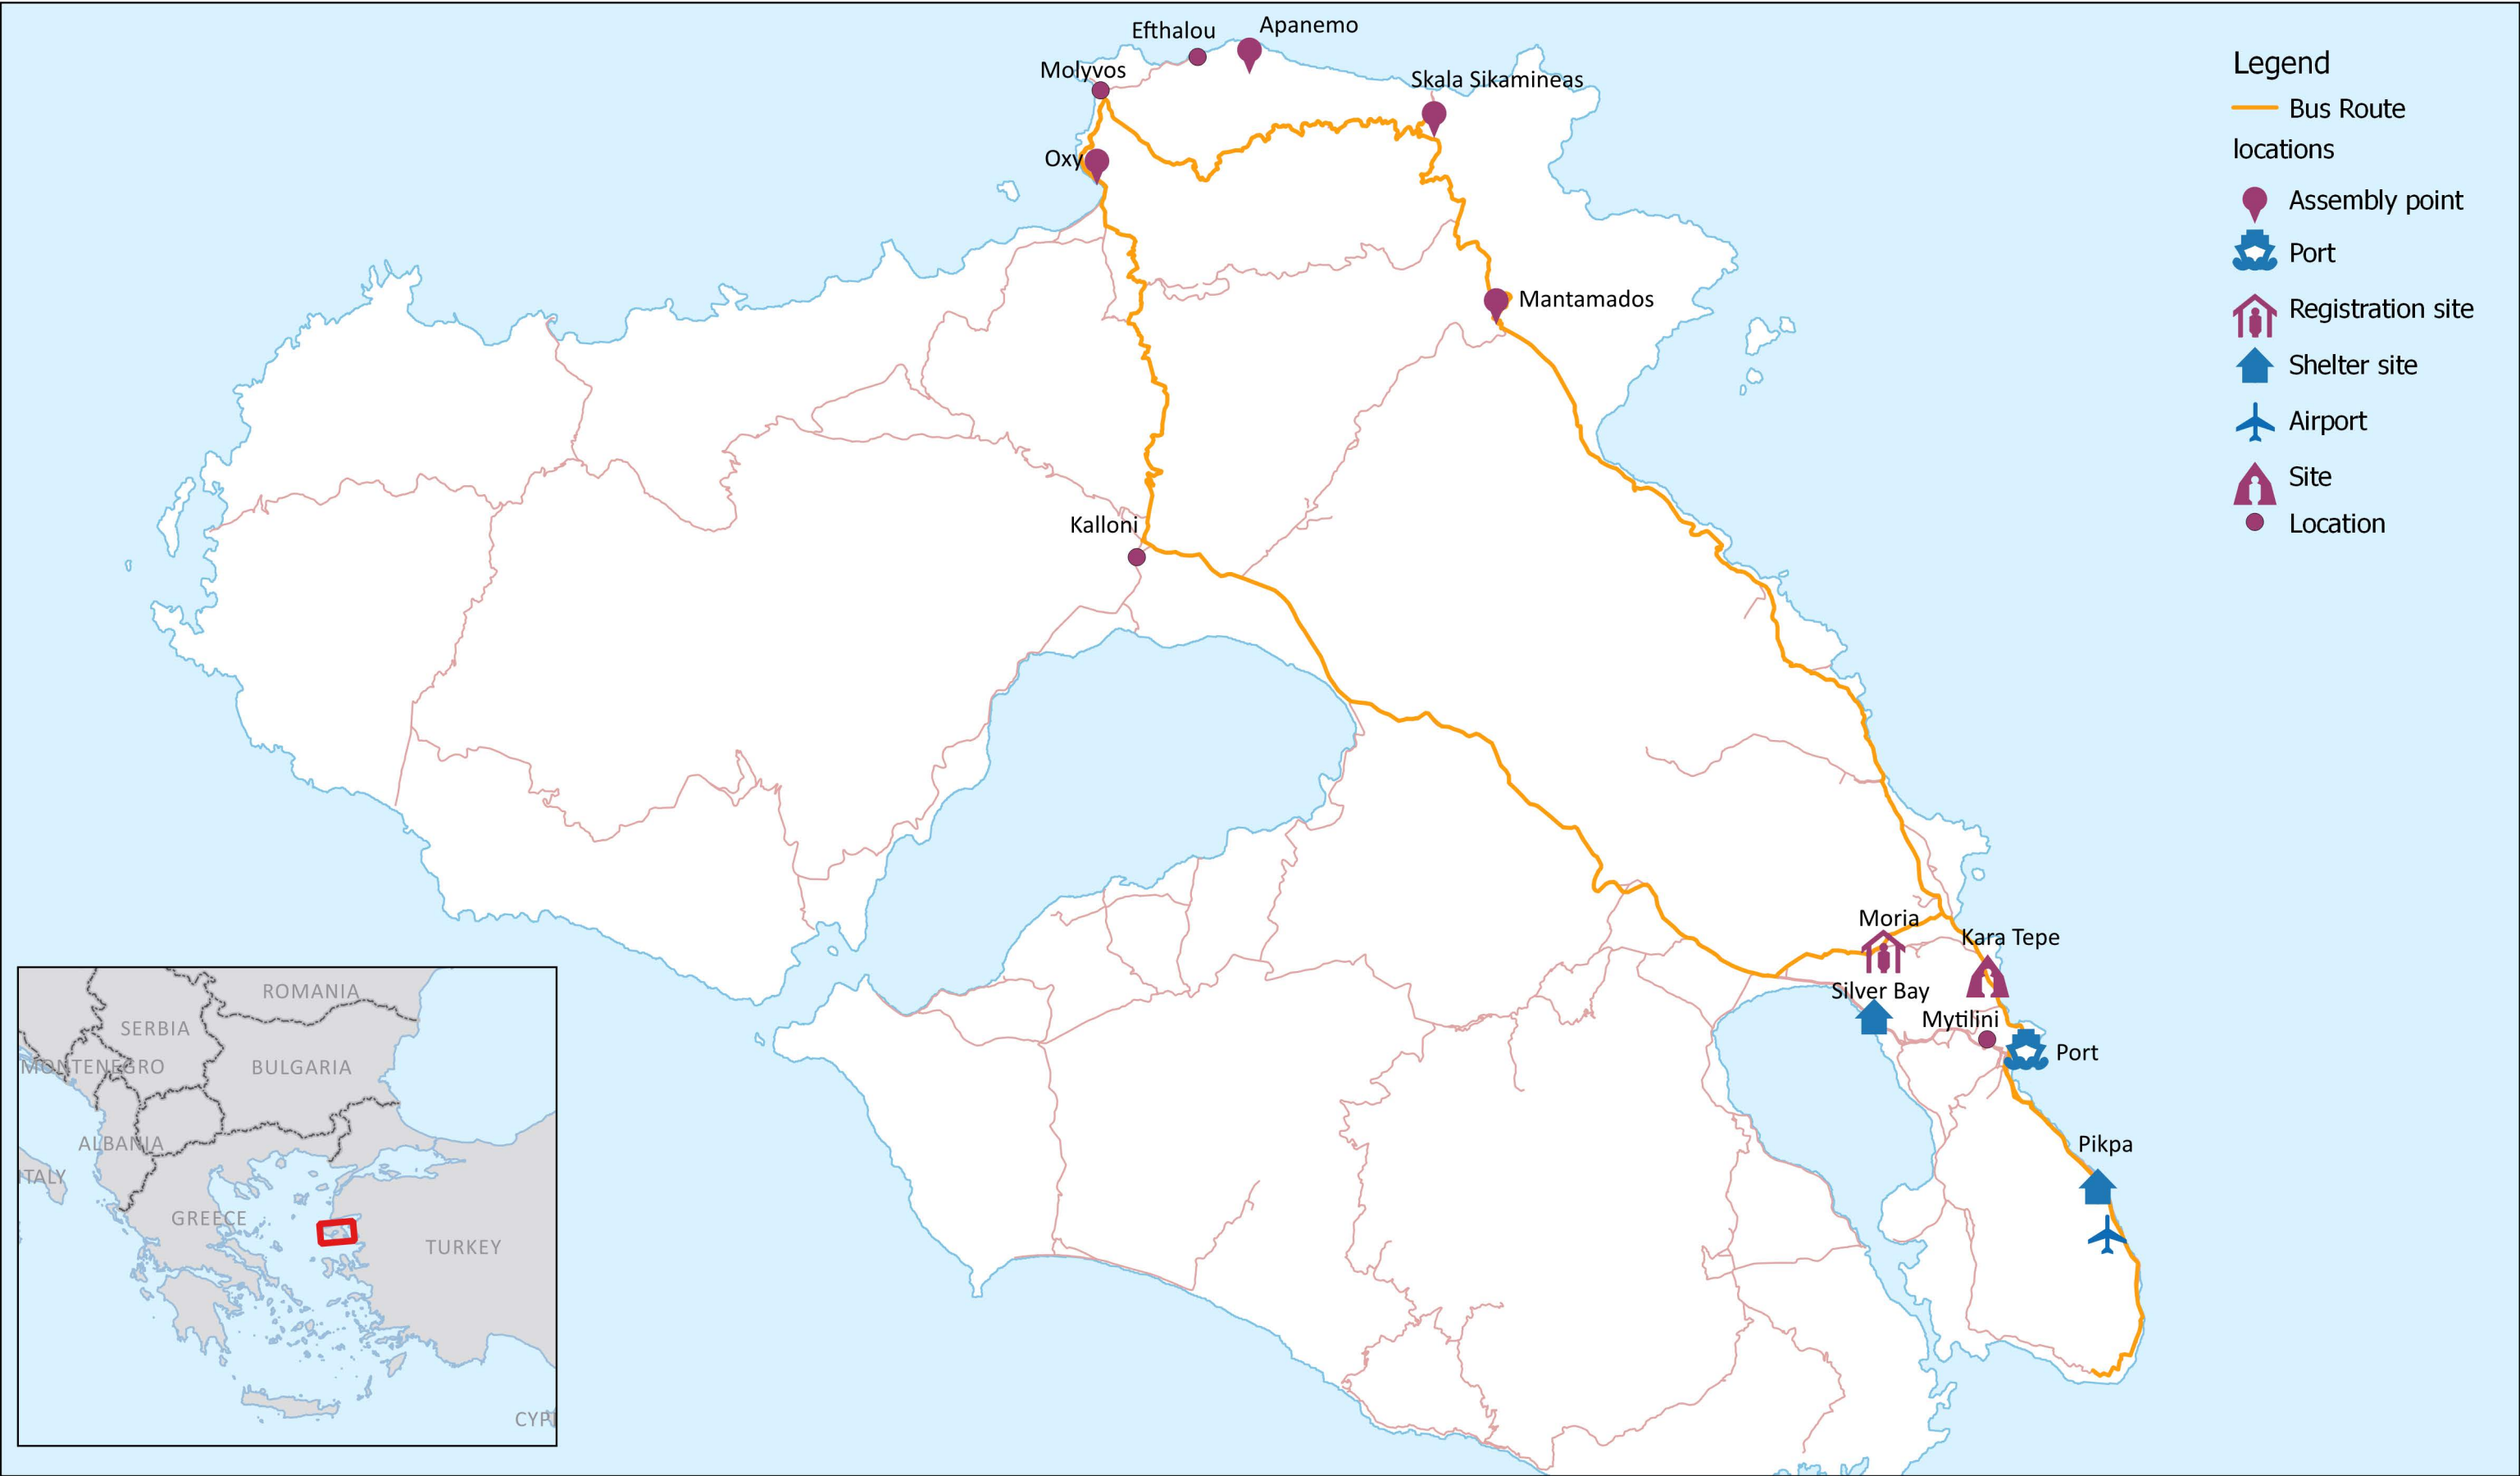 Efthalou
Apanemo
Molyvos
Skala Sikamineas
Oxy
Mantamados
Kalloni
Moria
Kara Tepe
Silver Bay
Mytilini
Port
Pikpa
Legend
Bus Route
locations
Assembly point
Port
Registration site
Shelter site
Airport
Site
Location
ROMANIA
SERBIA
MONTENEGRO
BULGARIA
ALBANIA
ITALY
GREECE
TURKEY
CYP